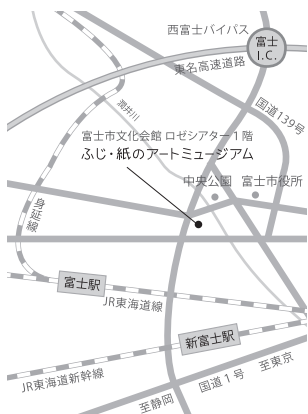 西富士バイパス
富士
I.C.
東名高速道路
国道139号
潤井川
富士市文化会館 ロゼシアター1階
ふじ・紙のアートミュージアム
中央公園
富士市役所
身延線
富士駅
JR東海道線
新富士駅
JR東海道新幹線
至静岡
国道1号
至東京